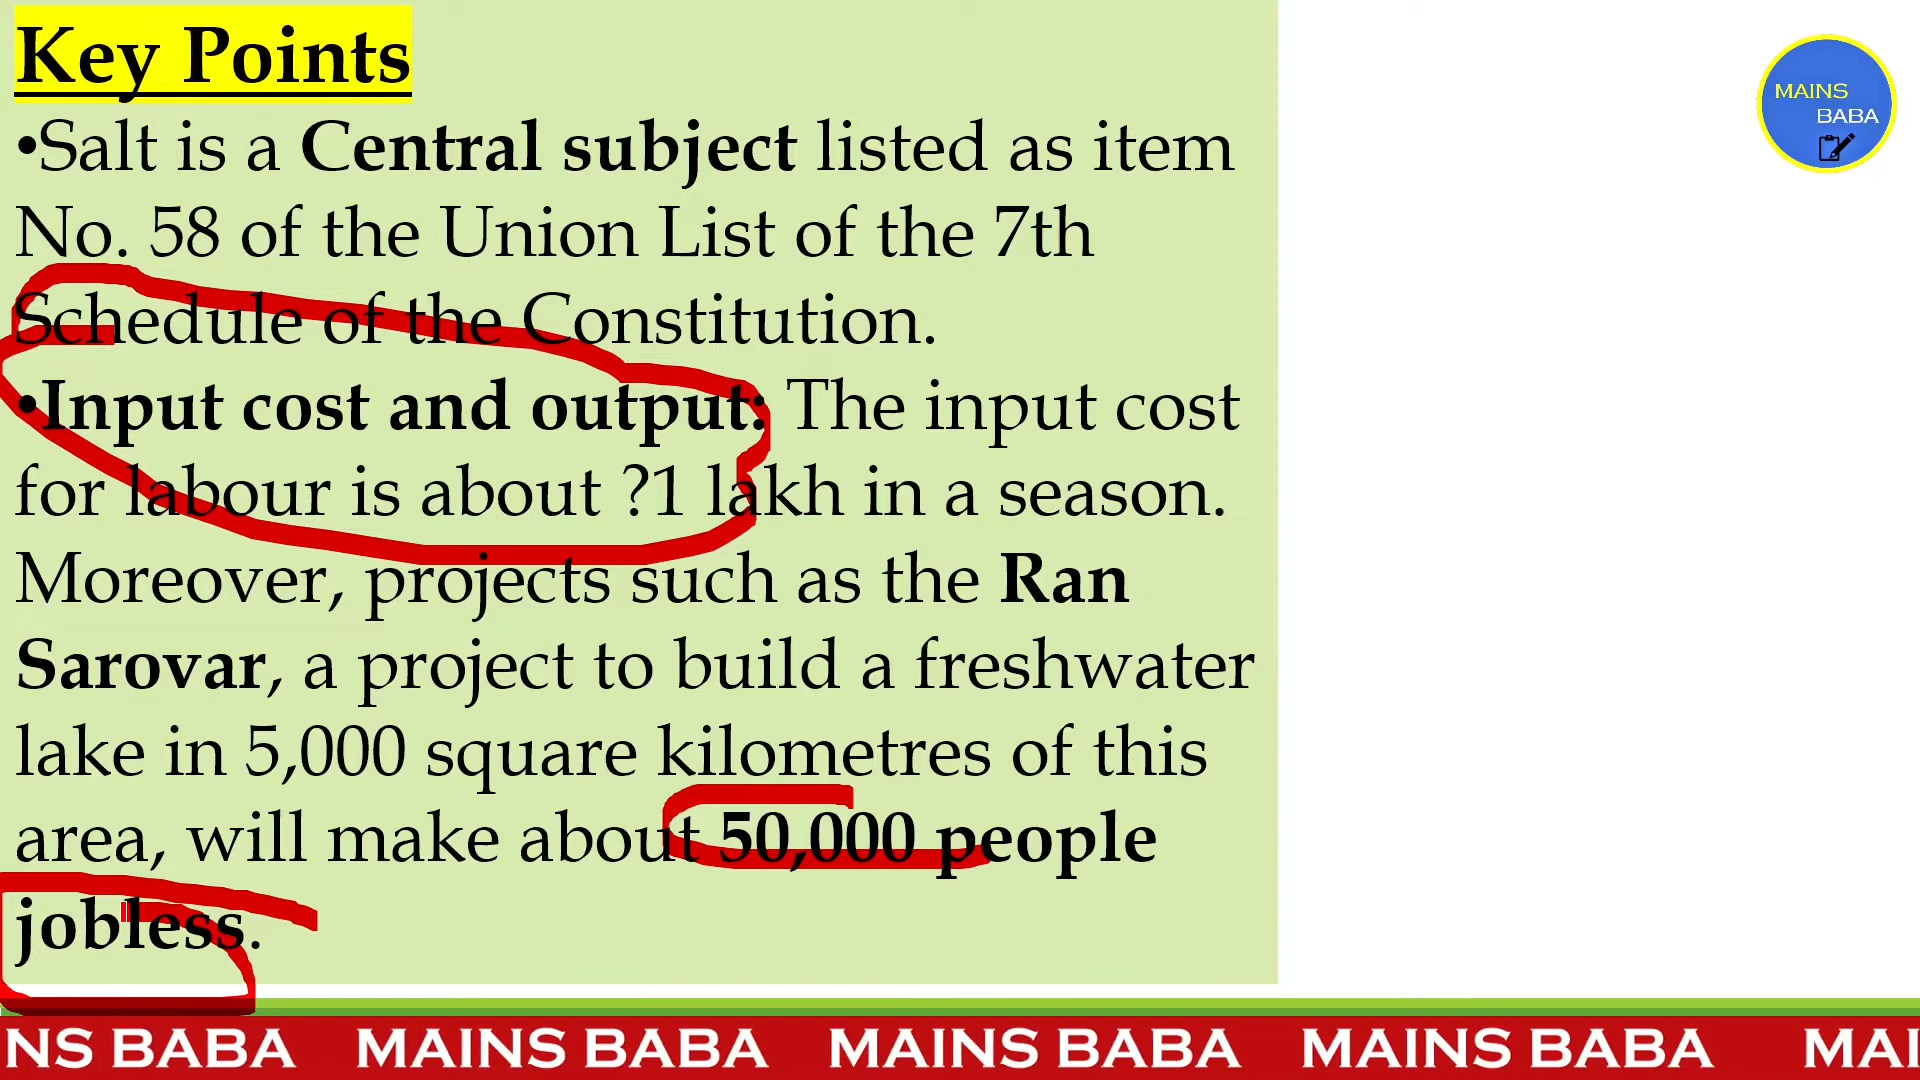 Key Points
•Salt is a Central subject listed as item
No. 58 of the Union List of the 7th
Schedule of the Constitution.
•Input cost and output: The input cost
for labour is about ?1 lakh in a season.
Moreover, projects such as the Ran
Sarovar, a project to build a freshwater
lake in 5,000 square kilometres of this
area, will make about 50,000 people
jobless.
MAINS
BABA
NS BABA MAINS BABA MAINS BABA MAINS BABA MAI